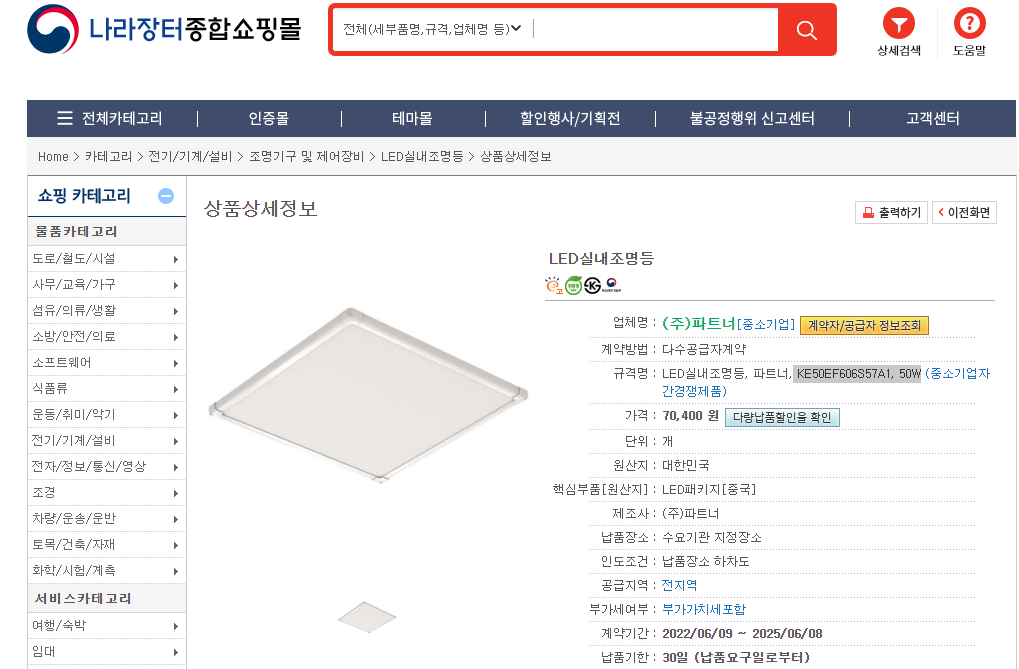 나라장터종합쇼핑몰
전체(세부품명,규격,업체명 등)
상세검색
도움말
전체카테고리
인증몰
테마몰
할인행사/기획전
불공정행위 신고센터
고객센터
Home > 카테고리 > 전기/기계/설비 > 조명기구 및 제어장비 > LED실내조명등 > 상품상세정보
쇼핑 카테고리
물품카테고리
도로/철도/시설
사무/교육/가구
섬유/의류/생활
소방/안전/의료
소프트웨어
식품류
운동/취미/악기
전기/기계/설비
전자/정보/통신/영상
조경
차량/운송/운반
토목/건축/자재
화학/시험/계측
서비스카테고리
여행/숙박
임대
상품상세정보
출력하기
이전화면
LED실내조명등
업체명 : (주)파트너[중소기업] 계약자/공급자 정보조회
계약방법 : 다수공급자계약
규격명 : LED실내조명등, 파트너, KE50EF606S57A1, 50W (중소기업자
간경쟁제품)
가격 : 70,400 원 다량납품할인율 확인
단위 : 개
원산지 : 대한민국
핵심부품[원산지] : LED패키지[중국]
제조사 : (주)파트너
납품장소 : 수요기관 지정장소
인도조건 : 납품장소 하차도
공급지역 : 전지역
부가세여부 : 부가가치세포함
계약기간 : 2022/06/09 ~ 2025/06/08
납품기한 : 30일 (납품요구일로부터)